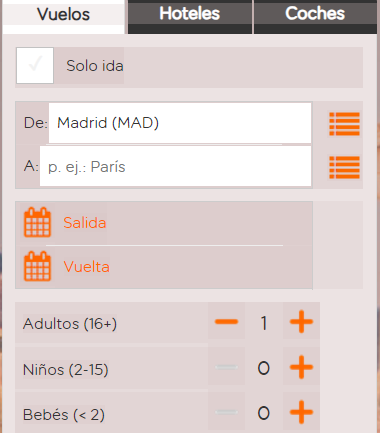 Vuelos Hoteles Coches
Solo ida
De: Madrid (MAD)
A: p. ej.: París
Salida
Vuelta
Adultos (16+) 1
Niños (2-15) 0
Bebés (< 2) 0